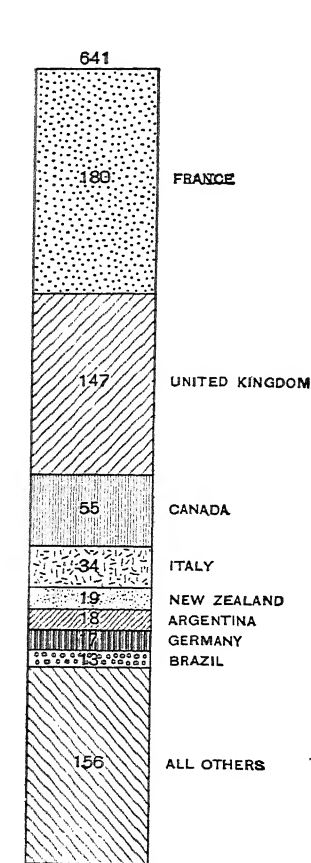 641
180 FRANCE
147 UNITED KINGDOM
55 CANADA
34 ITALY
19 NEW ZEALAND
18 ARGENTINA
17 GERMANY
13 BRAZIL
156 ALL OTHERS